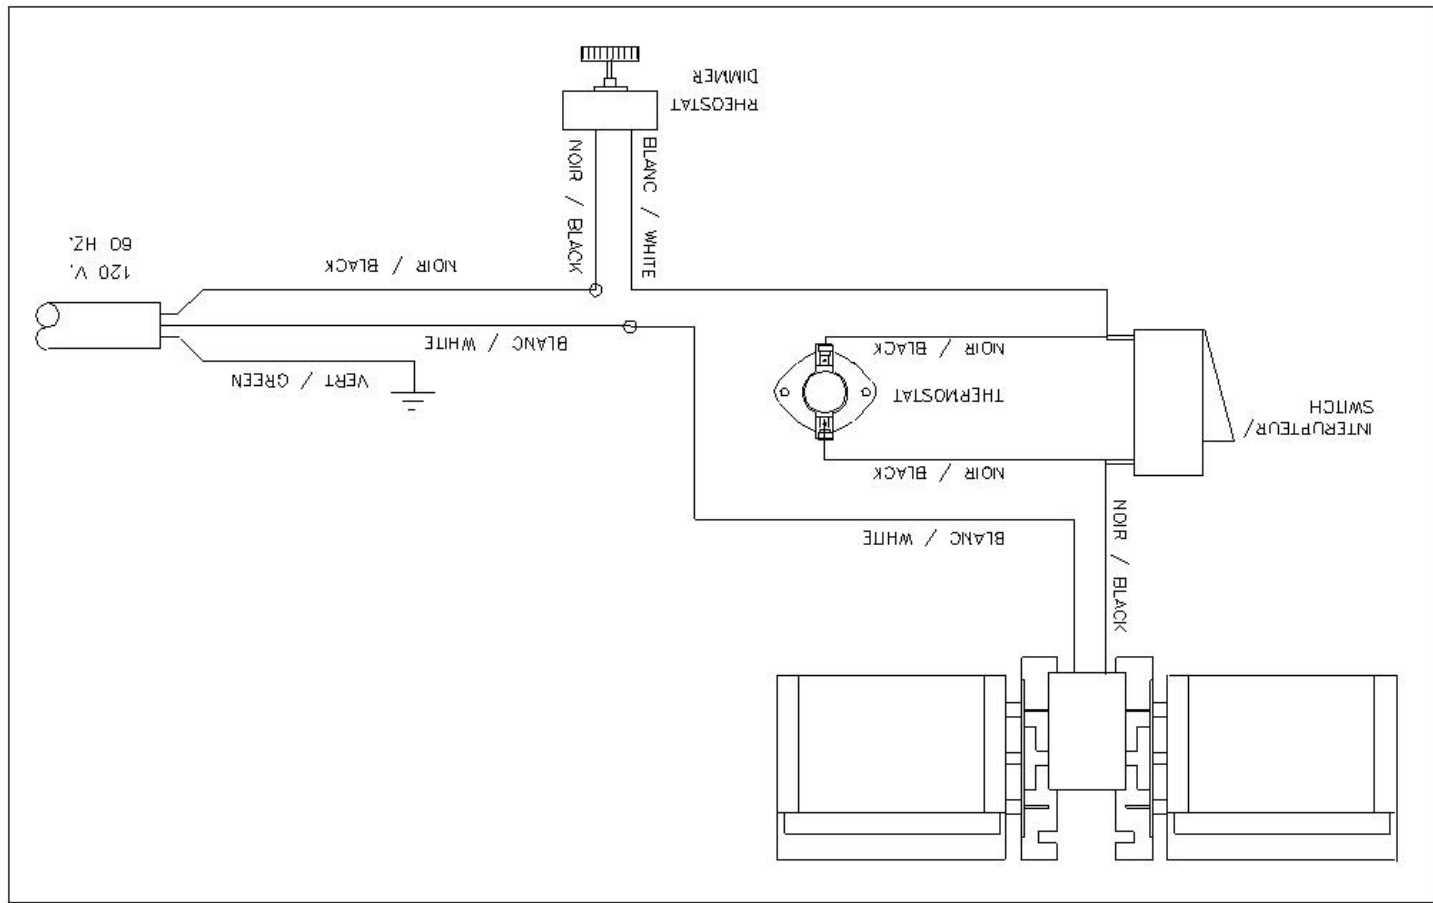 RHEOSTAT
DIMMER
NOIR / BLACK
BLANC / WHITE
120 V.
60 HZ.
NOIR / BLACK
BLANC / WHITE
VERT / GREEN
NOIR / BLACK
THERMOSTAT
INTERUPTEUR/
SWITCH
NOIR / BLACK
BLANC / WHITE
NOIR / BLACK